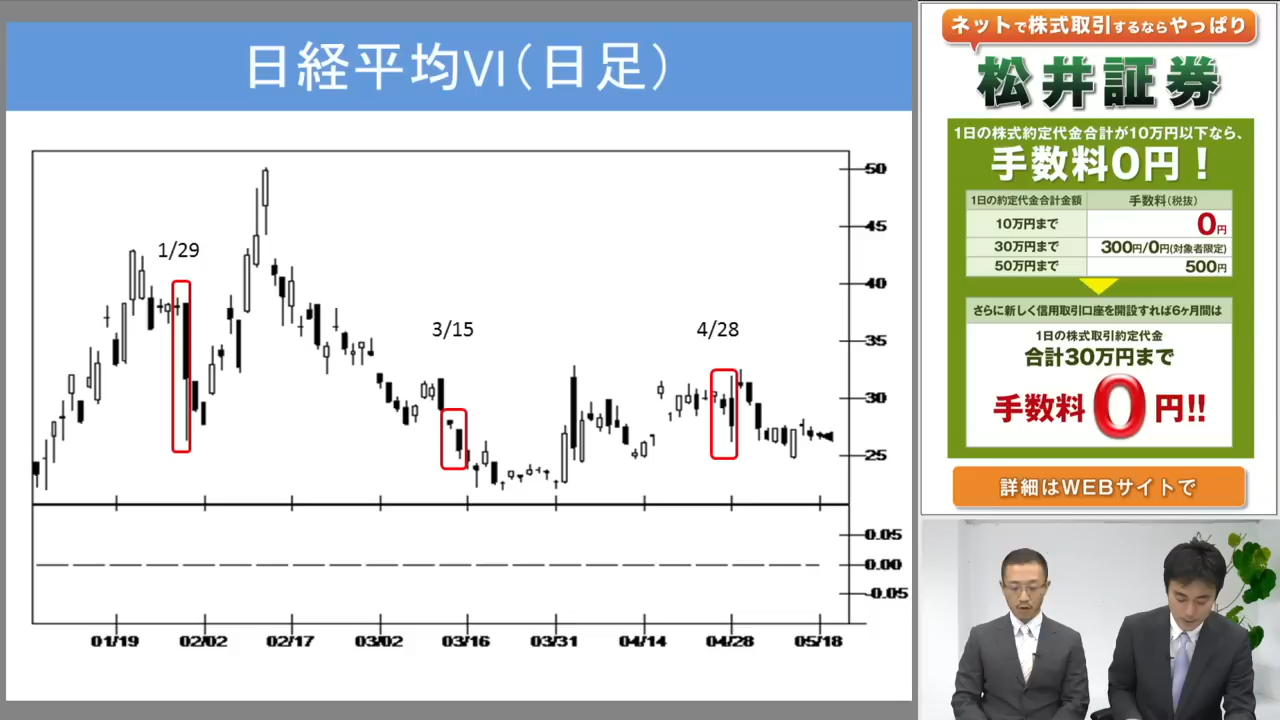 日経平均VI(日足)
1/29
3/15
4/28
50
45
40
35
30
25
0.05
0.00
-0.05
01/19 02/02 02/17 03/02 03/16 03/31 04/14 04/28 05/18
ネットで株式取引するならやっぱり
松井証券
1日の株式約定代金合計が10万円以下なら、
手数料0円!
1日の約定代金合計金額 手数料(税抜)
10万円まで 0円
30万円まで 300円/0円(対象者限定)
50万円まで 500円
さらに新しく信用取引口座を開設すれば6ヶ月間は
1日の株式取引約定代金
合計30万円まで
手数料0円!!
詳細はWEBサイトで